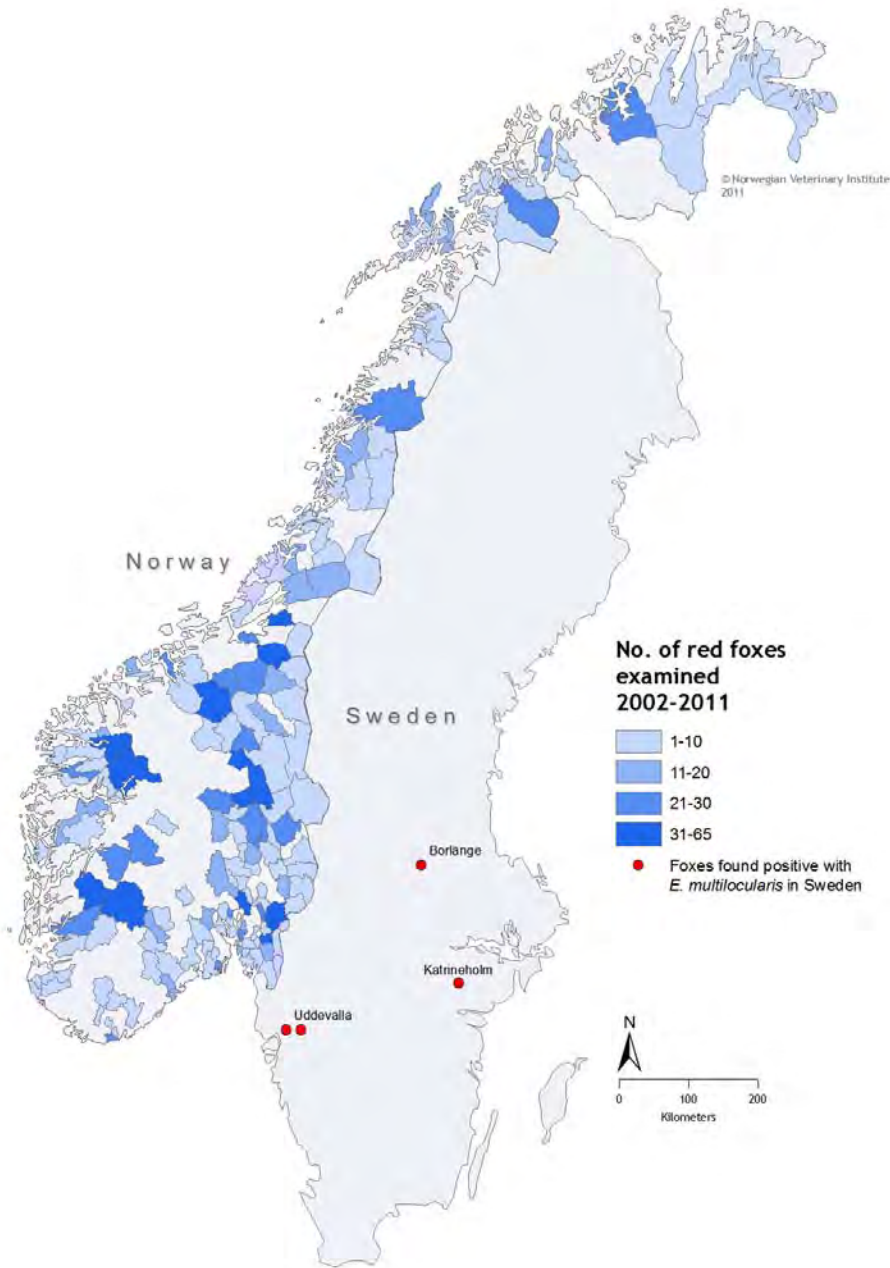 © Norwegian Veterinary Institute
2011
Norway
Sweden
No. of red foxes
examined
2002-2011
1-10
11-20
21-30
31-65
Foxes found positive with
E. multilocularis in Sweden
Borlänge
Katrineholm
Uddevalla
N
0 100 200
Kilometers